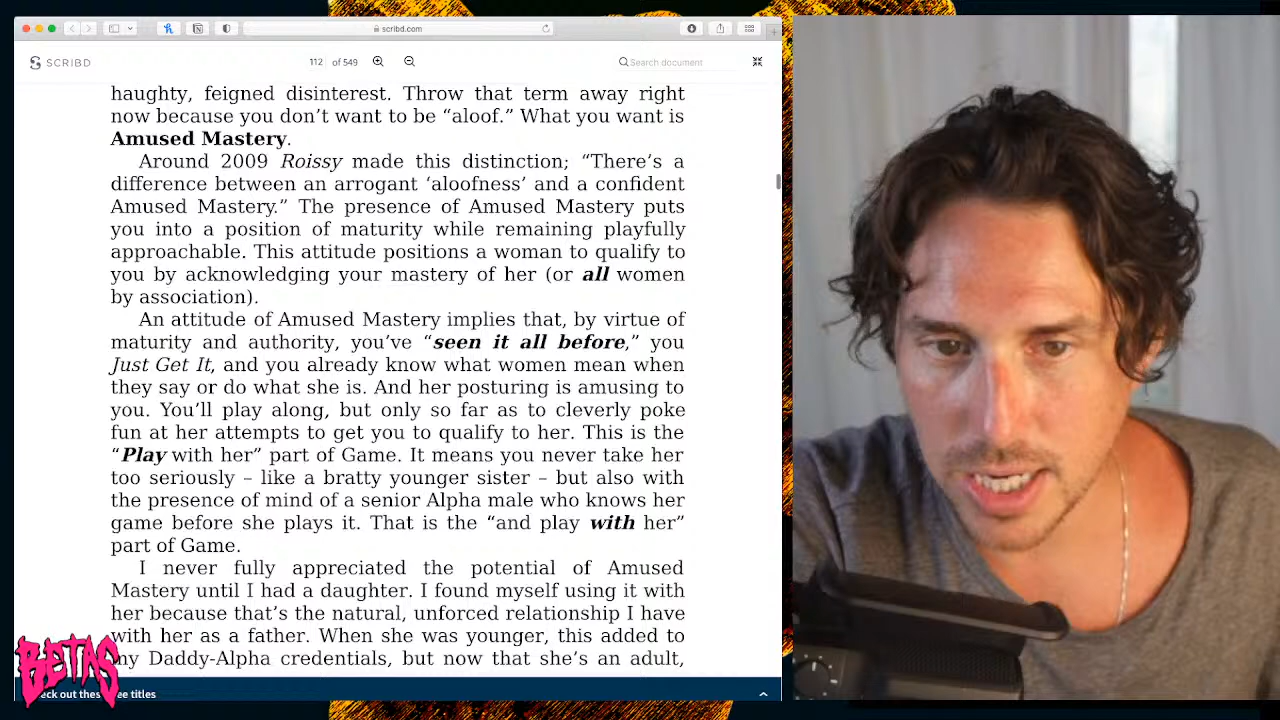 scribd.com
SCRIBD
112 of 549
Search document
haughty, feigned disinterest. Throw that term away right
now because you don’t want to be “aloof.” What you want is
Amused Mastery.
Around 2009 Roissy made this distinction; “There’s a
difference between an arrogant ‘aloofness’ and a confident
Amused Mastery.” The presence of Amused Mastery puts
you into a position of maturity while remaining playfully
approachable. This attitude positions a woman to qualify to
you by acknowledging your mastery of her (or all women
by association).
An attitude of Amused Mastery implies that, by virtue of
maturity and authority, you’ve “seen it all before,” you
Just Get It, and you already know what women mean when
they say or do what she is. And her posturing is amusing to
you. You’ll play along, but only so far as to cleverly poke
fun at her attempts to get you to qualify to her. This is the
“Play with her” part of Game. It means you never take her
too seriously – like a bratty younger sister – but also with
the presence of mind of a senior Alpha male who knows her
game before she plays it. That is the “and play with her”
part of Game.
I never fully appreciated the potential of Amused
Mastery until I had a daughter. I found myself using it with
her because that’s the natural, unforced relationship I have
with her as a father. When she was younger, this added to
my Daddy-Alpha credentials, but now that she’s an adult,
BETAS
eck out thes ee titles